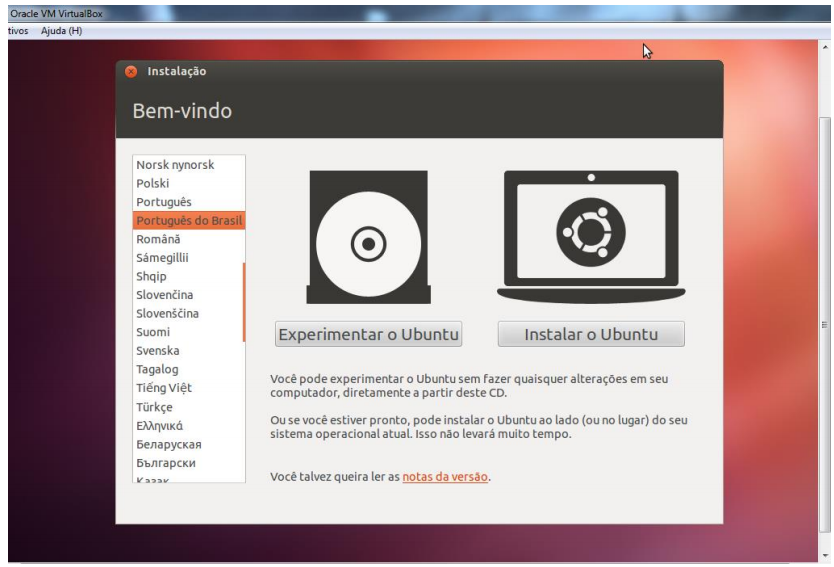 Oracle VM VirtualBox
tivos Ajuda (H)
Instalação
Bem-vindo
Norsk nynorsk
Polski
Português
Português do Brasil
Română
Sámegillii
Shqip
Slovenčina
Slovenščina
Suomi
Svenska
Tagalog
Tiếng Việt
Türkçe
Ελληνικά
Беларуская
Български
Қазақ
Experimentar o Ubuntu
Instalar o Ubuntu
Você pode experimentar o Ubuntu sem fazer quaisquer alterações em seu
computador, diretamente a partir deste CD.
Ou se você estiver pronto, pode instalar o Ubuntu ao lado (ou no lugar) do seu
sistema operacional atual. Isso não levará muito tempo.
Você talvez queira ler as notas da versão.